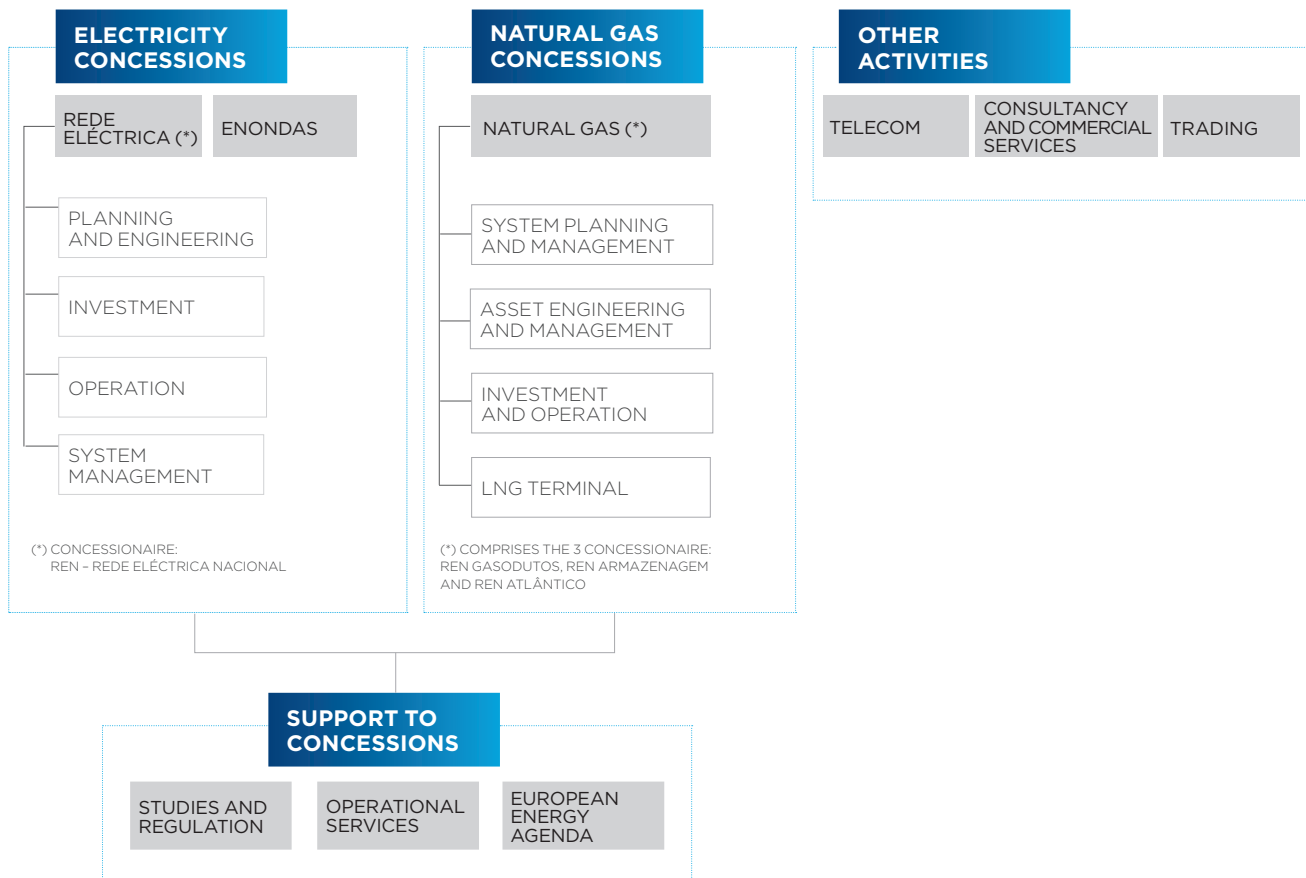 ELECTRICITY
CONCESSIONS
REDE
ELÉCTRICA (*)
ENONDAS
PLANNING
AND ENGINEERING
INVESTMENT
OPERATION
SYSTEM
MANAGEMENT
(*) CONCESSIONAIRE:
REN – REDE ELÉCTRICA NACIONAL
NATURAL GAS
CONCESSIONS
NATURAL GAS (*)
SYSTEM PLANNING
AND MANAGEMENT
ASSET ENGINEERING
AND MANAGEMENT
INVESTMENT
AND OPERATION
LNG TERMINAL
(*) COMPRISES THE 3 CONCESSIONAIRE:
REN GASODUTOS, REN ARMAZENAGEM
AND REN ATLÂNTICO
OTHER
ACTIVITIES
TELECOM
CONSULTANCY
AND COMMERCIAL
SERVICES
TRADING
SUPPORT TO
CONCESSIONS
STUDIES AND
REGULATION
OPERATIONAL
SERVICES
EUROPEAN
ENERGY
AGENDA